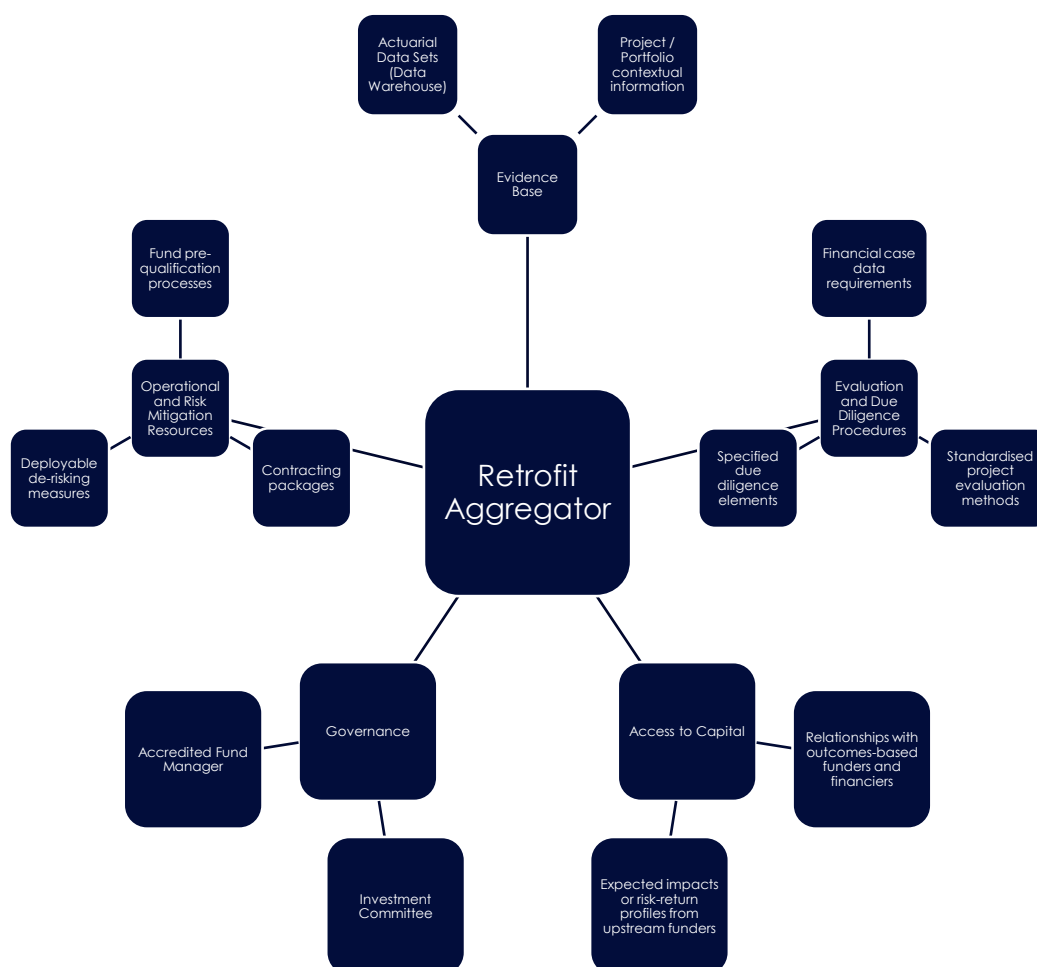 Actuarial
Data Sets
(Data
Warehouse)
Project /
Portfolio
contextual
information
Evidence
Base
Fund pre-
qualification
processes
Financial case
data
requirements
Operational
and Risk
Mitigation
Resources
Evaluation
and Due
Diligence
Procedures
Deployable
de-risking
measures
Contracting
packages
Retrofit
Aggregator
Specified
due
diligence
elements
Standardised
project
evaluation
methods
Governance
Access to Capital
Accredited Fund
Manager
Relationships with
outcomes-based
funders and
financiers
Investment
Committee
Expected impacts
or risk-return
profiles from
upstream funders